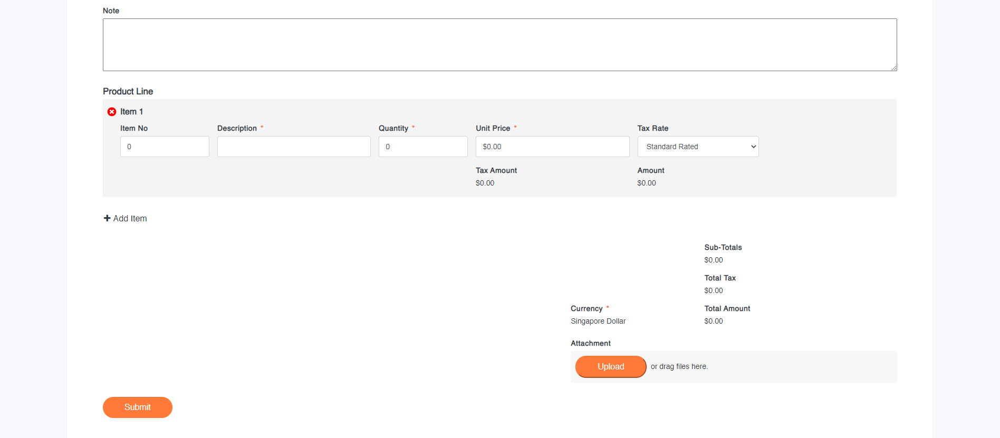 Note
Product Line
Item 1
Item No Description * Quantity * Unit Price * Tax Rate
0 0 $0.00 Standard Rated
Tax Amount Amount
$0.00 $0.00
Add Item
Sub-Totals
$0.00
Total Tax
$0.00
Currency * Total Amount
Singapore Dollar $0.00
Attachment
Upload or drag files here.
Submit